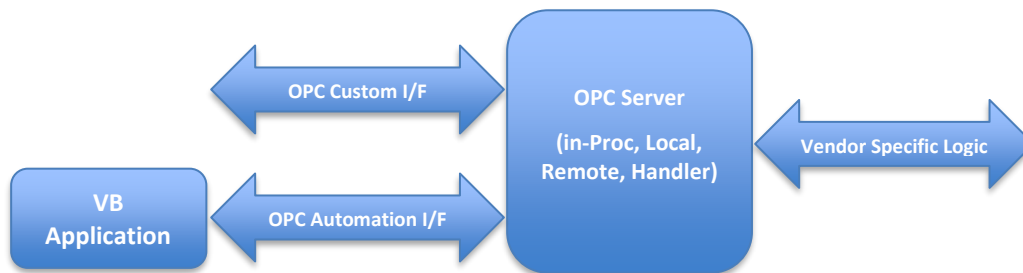 OPC Custom I/F
OPC Server
(in-Proc, Local,
Remote, Handler)
Vendor Specific Logic
VB
Application
OPC Automation I/F